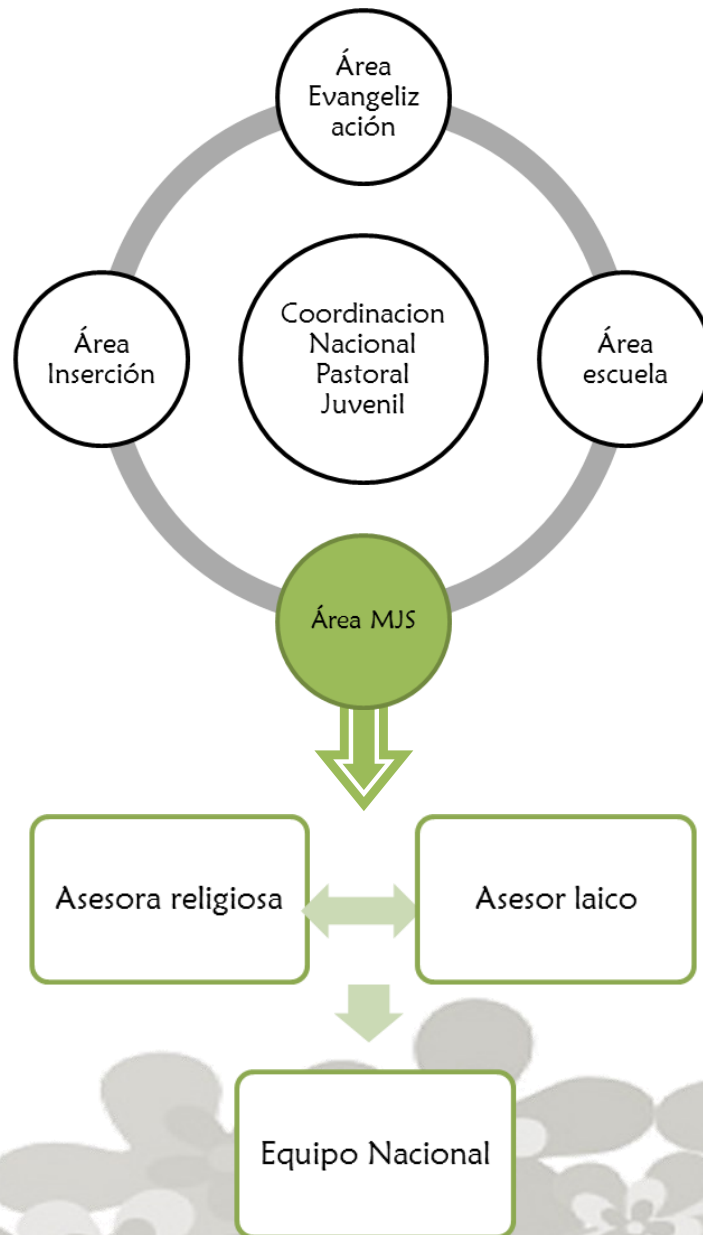 Área
Evangeliz
ación
Área
Inserción
Coordinacion
Nacional
Pastoral
Juvenil
Área
escuela
Área MJS
Asesora religiosa
Asesor laico
Equipo Nacional